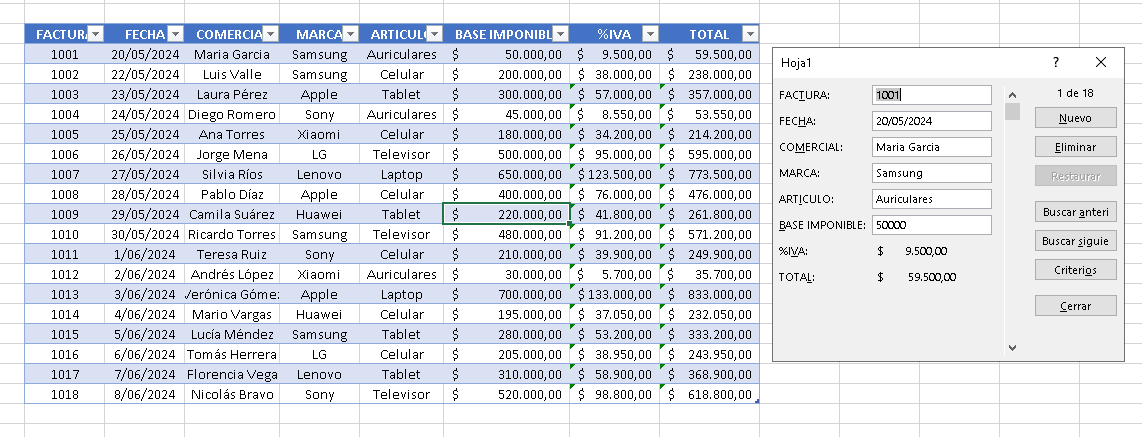 FACTURA FECHA COMERCIA MARCA ARTICUL BASE IMPONIBL %IVA TOTAL
1001 20/05/2024 Maria Garcia Samsung Auriculares $ 50.000,00 $ 9.500,00 $ 59.500,00
1002 22/05/2024 Luis Valle Samsung Celular $ 200.000,00 $ 38.000,00 $ 238.000,00
1003 23/05/2024 Laura Pérez Apple Tablet $ 300.000,00 $ 57.000,00 $ 357.000,00
1004 24/05/2024 Diego Romero Sony Auriculares $ 45.000,00 $ 8.550,00 $ 53.550,00
1005 25/05/2024 Ana Torres Xiaomi Celular $ 180.000,00 $ 34.200,00 $ 214.200,00
1006 26/05/2024 Jorge Mena LG Televisor $ 500.000,00 $ 95.000,00 $ 595.000,00
1007 27/05/2024 Silvia Ríos Lenovo Laptop $ 650.000,00 $ 123.500,00 $ 773.500,00
1008 28/05/2024 Pablo Díaz Apple Celular $ 400.000,00 $ 76.000,00 $ 476.000,00
1009 29/05/2024 Camila Suárez Huawei Tablet $ 220.000,00 $ 41.800,00 $ 261.800,00
1010 30/05/2024 Ricardo Torres Samsung Televisor $ 480.000,00 $ 91.200,00 $ 571.200,00
1011 1/06/2024 Teresa Ruiz Sony Celular $ 210.000,00 $ 39.900,00 $ 249.900,00
1012 2/06/2024 Andrés López Xiaomi Auriculares $ 30.000,00 $ 5.700,00 $ 35.700,00
1013 3/06/2024 Verónica Gómez Apple Laptop $ 700.000,00 $ 133.000,00 $ 833.000,00
1014 4/06/2024 Mario Vargas Huawei Celular $ 195.000,00 $ 37.050,00 $ 232.050,00
1015 5/06/2024 Lucía Méndez Samsung Tablet $ 280.000,00 $ 53.200,00 $ 333.200,00
1016 6/06/2024 Tomás Herrera LG Celular $ 205.000,00 $ 38.950,00 $ 243.950,00
1017 7/06/2024 Florencia Vega Lenovo Tablet $ 310.000,00 $ 58.900,00 $ 368.900,00
1018 8/06/2024 Nicolás Bravo Sony Televisor $ 520.000,00 $ 98.800,00 $ 618.800,00
Hoja1 ?
FACTURA: 1001 1 de 18
Nuevo
FECHA: 20/05/2024
COMERCIAL: Maria Garcia Eliminar
MARCA: Samsung Restaurar
ARTICULO: Auriculares
Buscar anteri
BASE IMPONIBLE: 50000
Buscar siguie
%IVA: $ 9.500,00
TOTAL: $ 59.500,00 Criterios
Cerrar